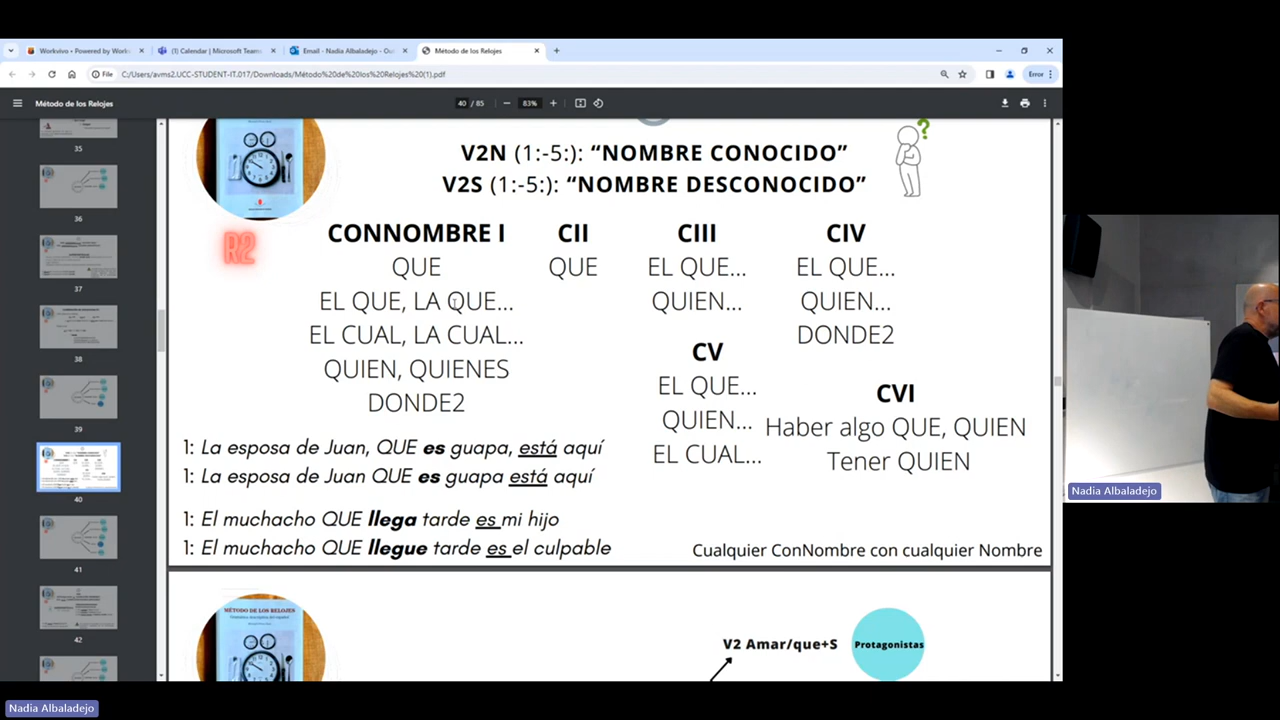 Workvivo • Powered by Work
(1) Calendar | Microsoft Teams
Email - Nadia Albaladejo - Ou
Método de los Relojes
File
C:/Users/avms2.UCC-STUDENT-IT.017/Downloads/Método%20de%20los%20Relojes%20(1).pdf
Error
Método de los Relojes
40 / 85
83%
35
36
37
38
39
40
41
42
V2N (1:-5:): “NOMBRE CONOCIDO”
V2S (1:-5:): “NOMBRE DESCONOCIDO”
?
R2
CONNOMBRE I
QUE
EL QUE, LA QUE...
EL CUAL, LA CUAL...
QUIEN, QUIENES
DONDE2
CII
QUE
CIII
EL QUE...
QUIEN...
CIV
EL QUE...
QUIEN...
DONDE2
CV
EL QUE...
QUIEN...
EL CUAL...
CVI
Haber algo QUE, QUIEN
Tener QUIEN
1: La esposa de Juan, QUE es guapa, está aquí
1: La esposa de Juan QUE es guapa está aquí
1: El muchacho QUE llega tarde es mi hijo
1: El muchacho QUE llegue tarde es el culpable
Cualquier ConNombre con cualquier Nombre
MÉTODO DE LOS RELOJES
V2 Amar/que+S
Protagonistas
Nadia Albaladejo
Nadia Albaladejo